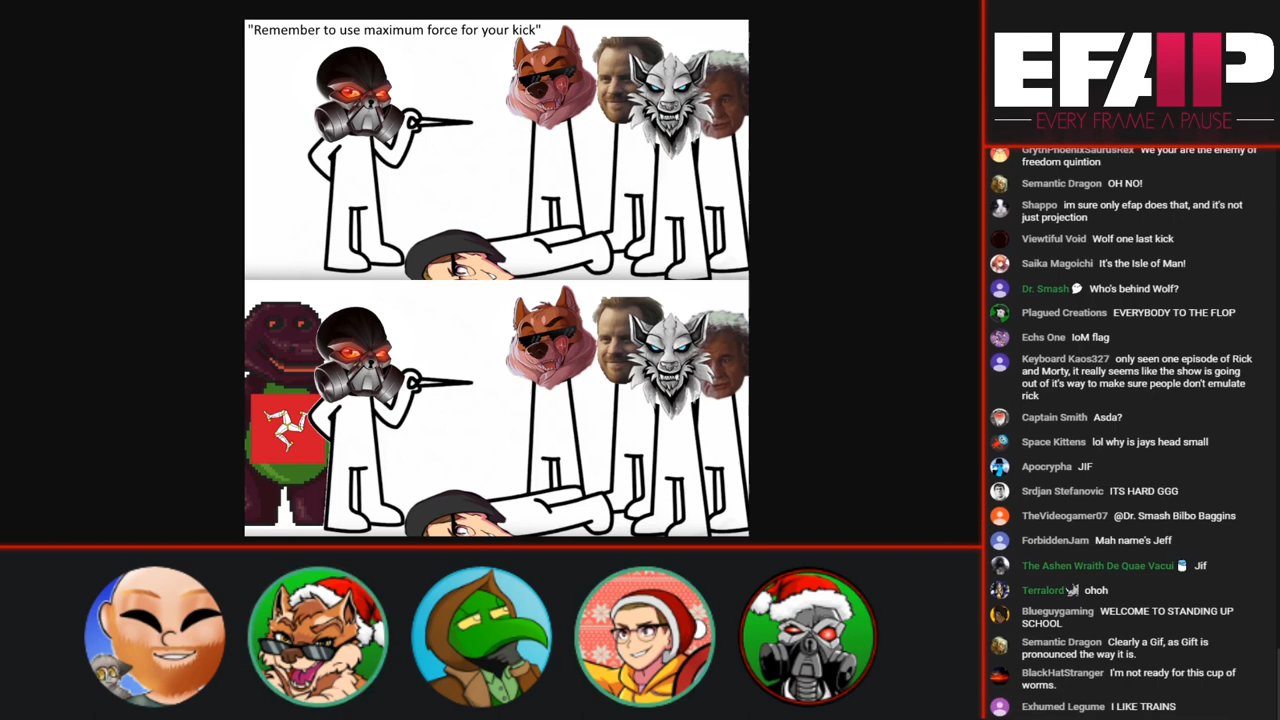 "Remember to use maximum force for your kick"
EFAP
EVERY FRAME A PAUSE
GrythPhoenixSaurusRex We your are the enemy of
freedom quintion
Semantic Dragon OH NO!
Shappo im sure only efap does that, and it's not
just projection
Viewtiful Void Wolf one last kick
Saika Magoichi It's the Isle of Man!
Dr. Smash Who's behind Wolf?
Plagued Creations EVERYBODY TO THE FLOP
Echs One IoM flag
Keyboard Kaos327 only seen one episode of Rick
and Morty, it really seems like the show is going
out of it's way to make sure people don't emulate
rick
Captain Smith Asda?
Space Kittens lol why is jays head small
Apocrypha JIF
Srdjan Stefanovic ITS HARD GGG
TheVideogamer07 @Dr. Smash Bilbo Baggins
ForbiddenJam Mah name's Jeff
The Ashen Wraith De Quae Vacui Jif
Terralord ohoh
Blueguygaming WELCOME TO STANDING UP
SCHOOL
Semantic Dragon Clearly a Gif, as Gift is
pronounced the way it is.
BlackHatStranger I'm not ready for this cup of
worms.
Exhumed Legume I LIKE TRAINS